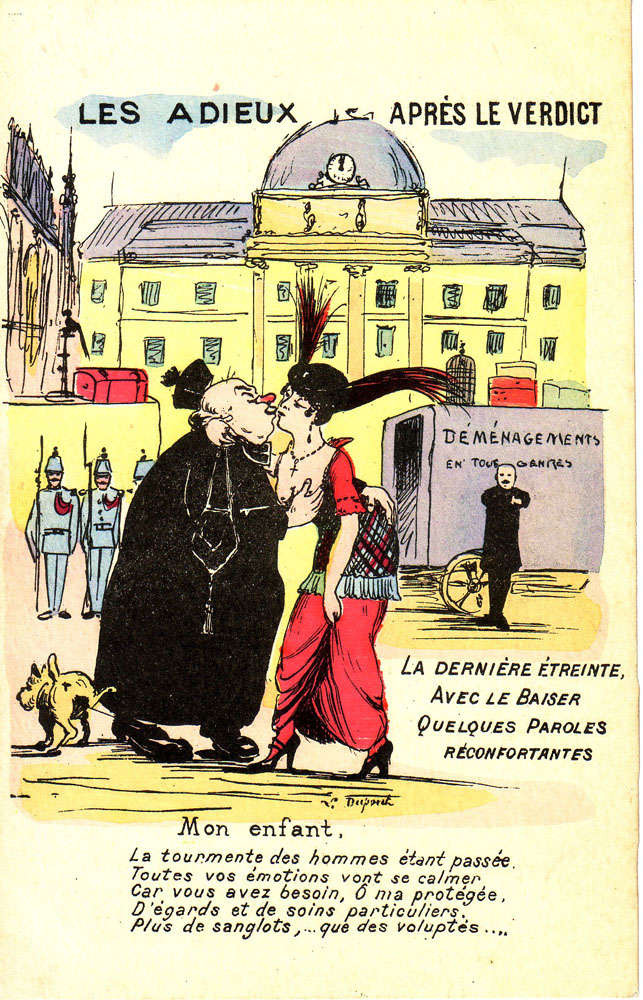 LES ADIEUX APRÈS LE VERDICT
DÉMÉNAGEMENTS
EN TOUS GENRES
LA DERNIÈRE ÉTREINTE,
AVEC LE BAISER
QUELQUES PAROLES
RÉCONFORTANTES
Mon enfant,
La tourmente des hommes étant passée.
Toutes vos émotions vont se calmer
Car vous avez besoin, Ô ma protégée,
D'égards et de soins particuliers.
Plus de sanglots,...que des voluptés....